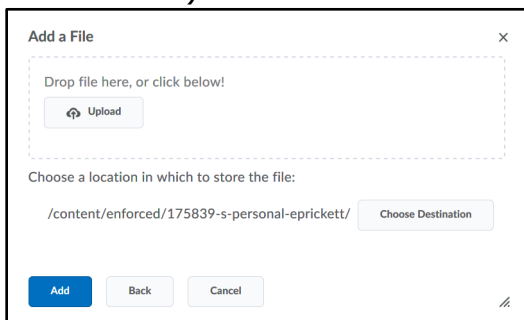 Add a File
Drop file here, or click below!
Upload
Choose a location in which to store the file:
/content/enforced/175839-s-personal-eprickett/ Choose Destination
Add Back Cancel